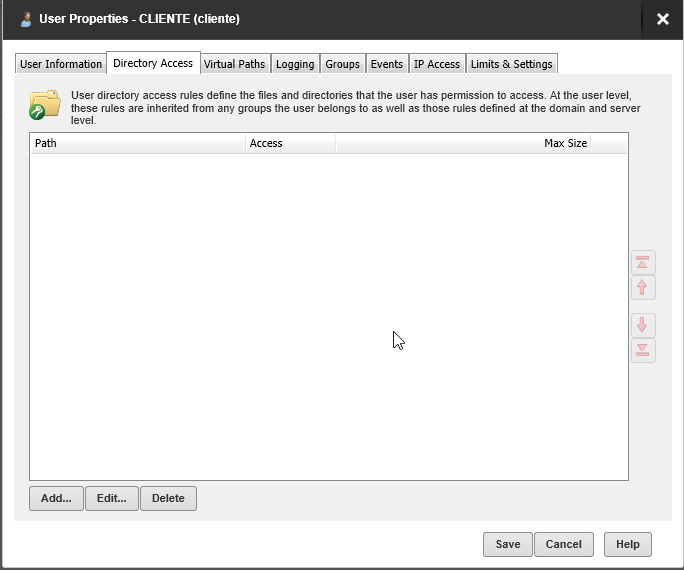 User Properties - CLIENTE (cliente)
User Information
Directory Access
Virtual Paths
Logging
Groups
Events
IP Access
Limits & Settings
User directory access rules define the files and directories that the user has permission to access. At the user level,
these rules are inherited from any groups the user belongs to as well as those rules defined at the domain and server
level.
Path
Access
Max Size
Add...
Edit...
Delete
Save
Cancel
Help